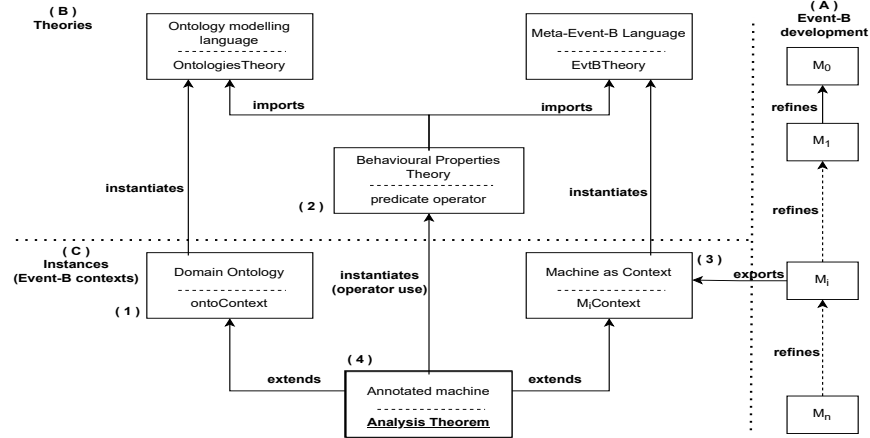 ( B )
Theories
Ontology modelling
language
OntologiesTheory
Meta-Event-B Language
EvtBTheory
( A )
Event-B
development
M0
refines
M1
imports
imports
Behavioural Properties
Theory
predicate operator
( 2 )
instantiates
instantiates
refines
( C )
Instances
(Event-B contexts)
( 1 )
Domain Ontology
ontoContext
instantiates
(operator use)
Machine as Context
MiContext
( 3 )
exports
Mi
refines
( 4 )
extends
extends
Annotated machine
Analysis Theorem
Mn